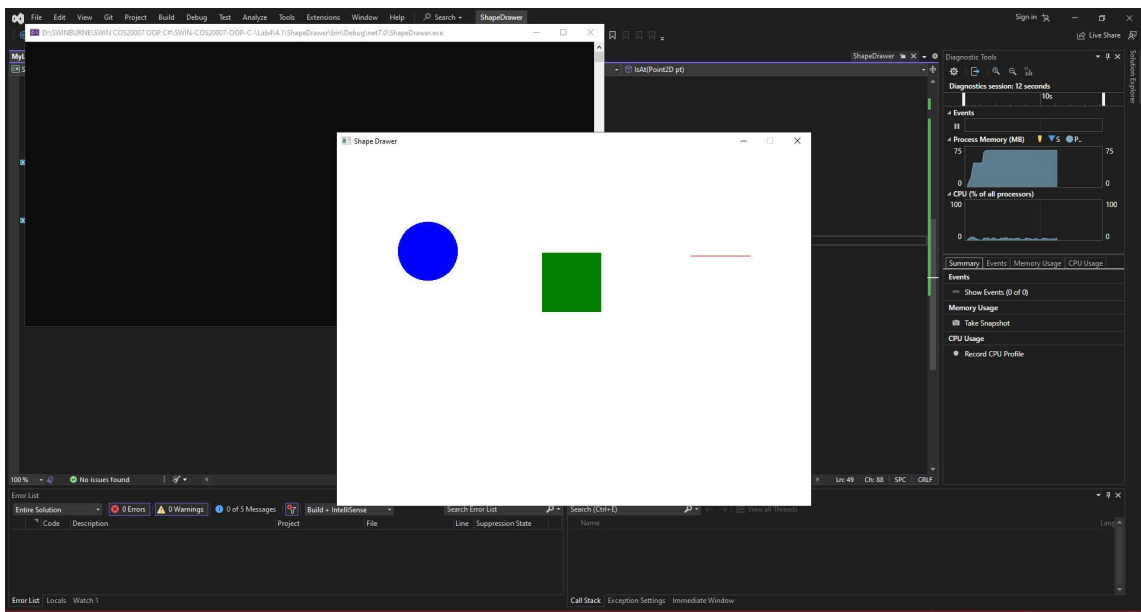 File Edit View Git Project Build Debug Test Analyze Tools Extensions Window Help Search ShapeDrawer Sign in
D:\SWINBURNE\SWIN COS20007 OOP C#\SWIN-COS20007-OOP-C-\Lab4\4.1\ShapeDrawer\bin\Debug\net7.0\ShapeDrawer.exe
Live Share
ShapeDrawer
IsAt(Point2D pt)
Solution Explorer
Diagnostic Tools
Diagnostics session: 12 seconds
10s
Events
Process Memory (MB) S P...
75 75
0 0
CPU (% of all processors)
100 100
0 0
Summary Events Memory Usage CPU Usage
Events
Show Events (0 of 0)
Memory Usage
Take Snapshot
CPU Usage
Record CPU Profile
Shape Drawer
100 % No issues found Ln: 49 Ch: 88 SPC CRLF
Error List
Entire Solution 0 Errors 0 Warnings 0 of 5 Messages Build + IntelliSense Search Error List
Code Description Project File Line Suppression State
Search (Ctrl+E) View all Threads
Name Lang
Error List Locals Watch 1
Call Stack Exception Settings Immediate Window